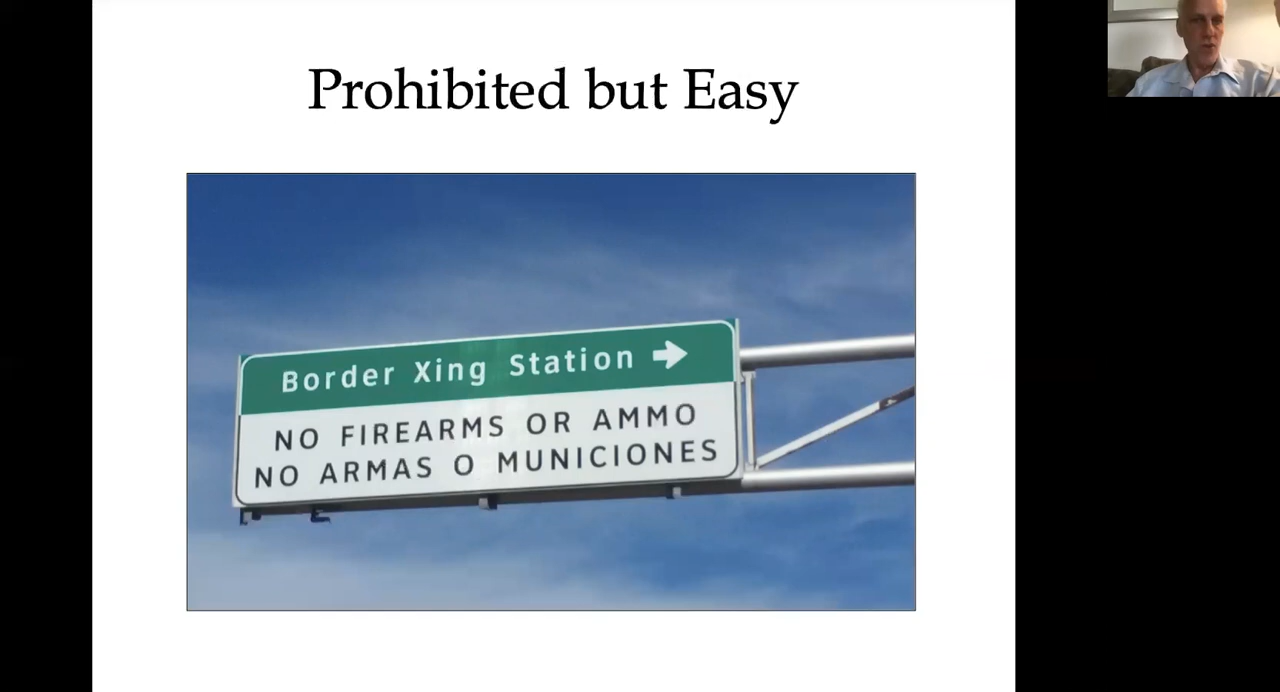 Prohibited but Easy
Border Xing Station
NO FIREARMS OR AMMO
NO ARMAS O MUNICIONES